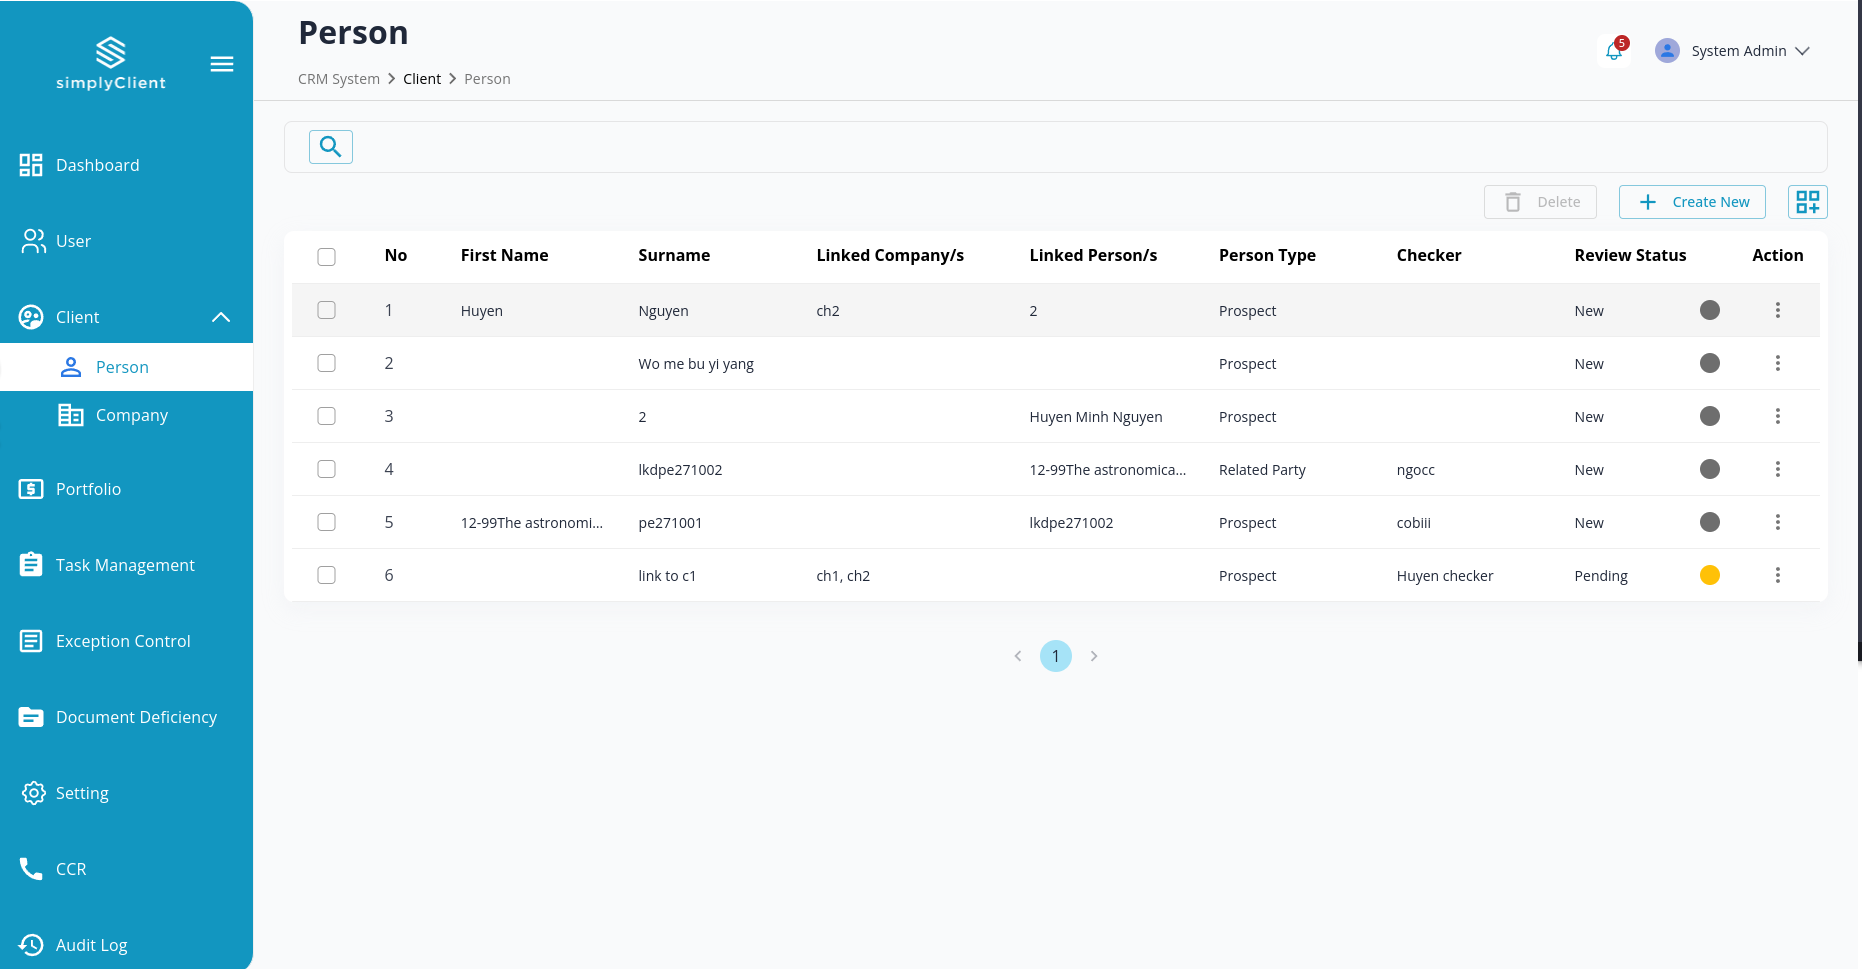 simplyClient
Person
CRM System > Client > Person
5
System Admin
Dashboard
User
Client
Person
Company
Portfolio
Task Management
Exception Control
Document Deficiency
Setting
CCR
Audit Log
Delete
Create New
No First Name Surname Linked Company/s Linked Person/s Person Type Checker Review Status Action
1 Huyen Nguyen ch2 2 Prospect New
2 Wo me bu yi yang Prospect New
3 2 Huyen Minh Nguyen Prospect New
4 lkdpe271002 12-99The astronomica... Related Party ngocc New
5 12-99The astronomi... pe271001 lkdpe271002 Prospect cobiii New
6 link to c1 ch1, ch2 Prospect Huyen checker Pending
1